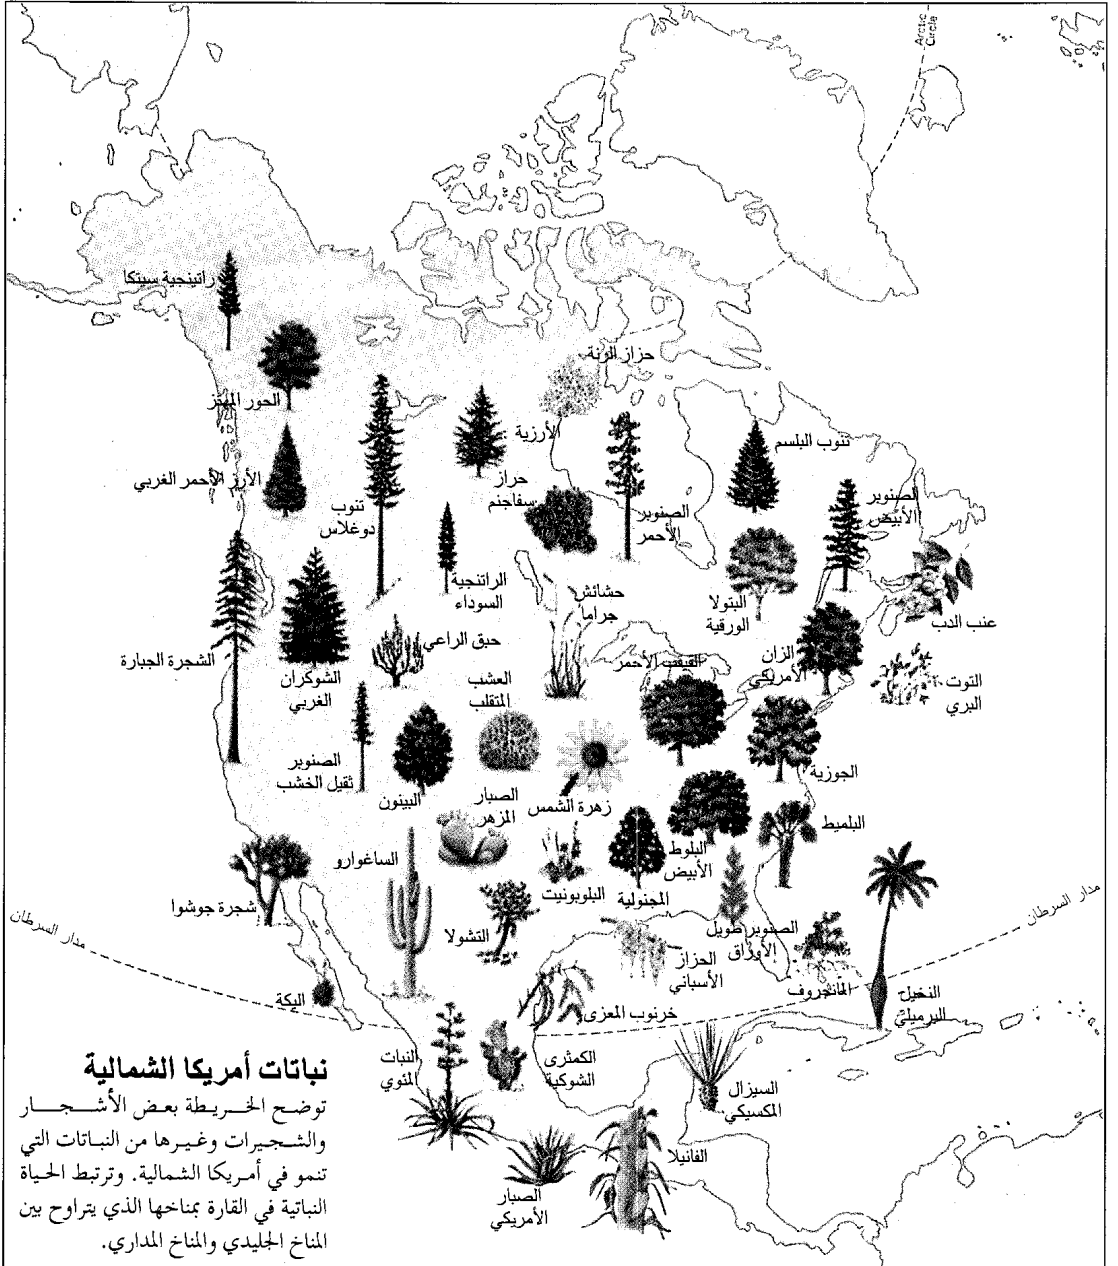 Arctic
Circle
راتينجية سيتكا
حزاز الرنة
الحور المهتز
الأرزية
تنوب البلسم
الأرز الأحمر الغربي
حزاز
سفاجنم
تنوب
دوغلاس
الصنوبر
الأحمر
الصنوبر
الأبيض
الراتنجية
السوداء
حشائش
جراما
البتولا
الورقية
عنب الدب
حبق الراعي
الشجرة الجبارة
الشوكران
الغربي
العشب
المتقلب
القيقب الأحمر
الزان
الأمريكي
التوت
البري
الصنوبر
ثقيل الخشب
البينون
الصبار
المزهر
زهرة الشمس
الجوزية
البلميط
الساغوارو
البلوط
الأبيض
البلوبونيت
المجنولية
شجرة جوشوا
التشولا
الصنوبر طويل
الأوراق
مدار السرطان
مدار السرطان
الحزاز
الأسباني
المانجروف
النخيل
البرميلي
اليكة
خرنوب المعزى
النبات
المئوي
الكمثرى
الشوكية
السيزال
المكسيكي
الفانيلا
الصبار
الأمريكي
نباتات أمريكا الشمالية
توضح الخريطة بعض الأشجار
والشجيرات وغيرها من النباتات التي
تنمو في أمريكا الشمالية. وترتبط الحياة
النباتية في القارة بمناخها الذي يتراوح بين
المناخ الجليدي والمناخ المداري.